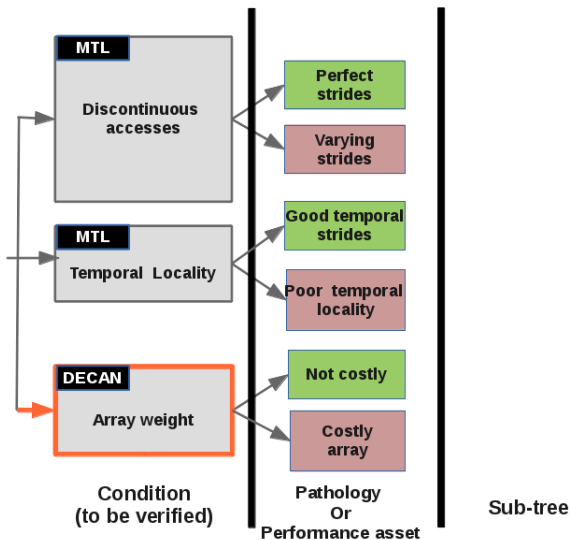 MTL
Discontinuous
accesses
Perfect
strides
Varying
strides
MTL
Temporal Locality
Good temporal
strides
Poor temporal
locality
DECAN
Array weight
Not costly
Costly
array
Condition
(to be verified)
Pathology
Or
Performance asset
Sub-tree